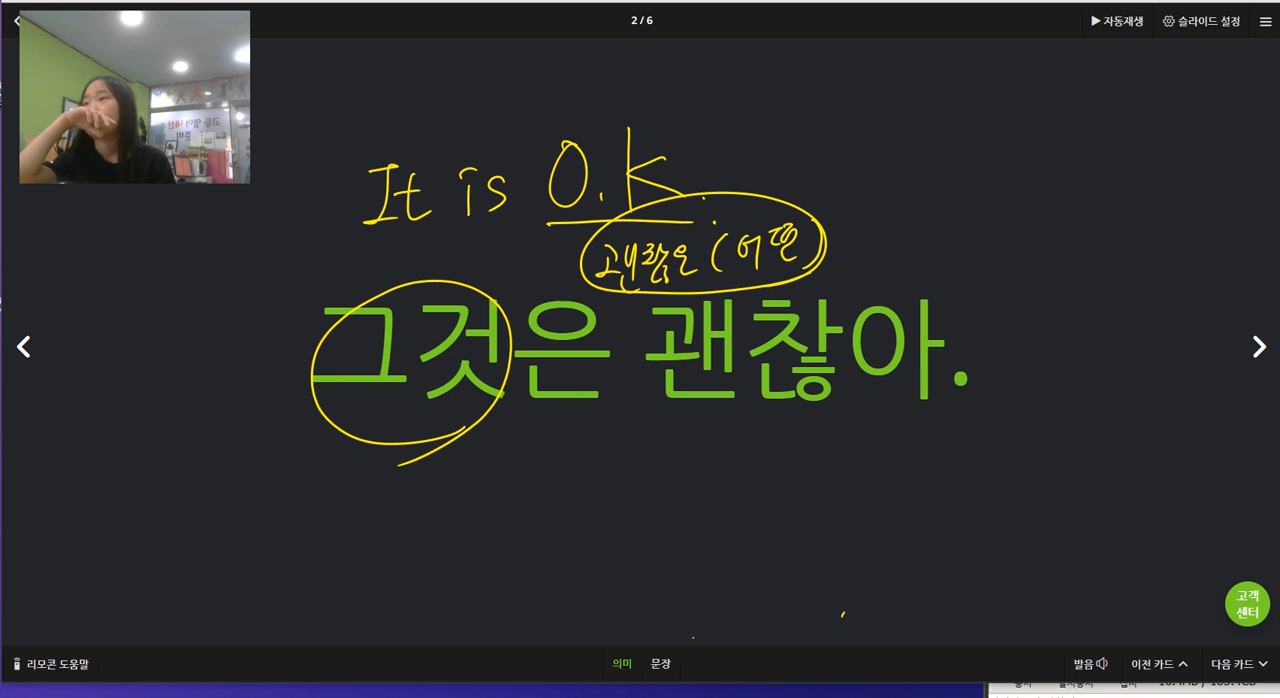 2 / 6
자동재생
슬라이드 설정
It is O.K
괜찮은 (어떤)
그것은 괜찮아.
고객
센터
리모콘 도움말
의미
문장
발음
이전 카드
다음 카드